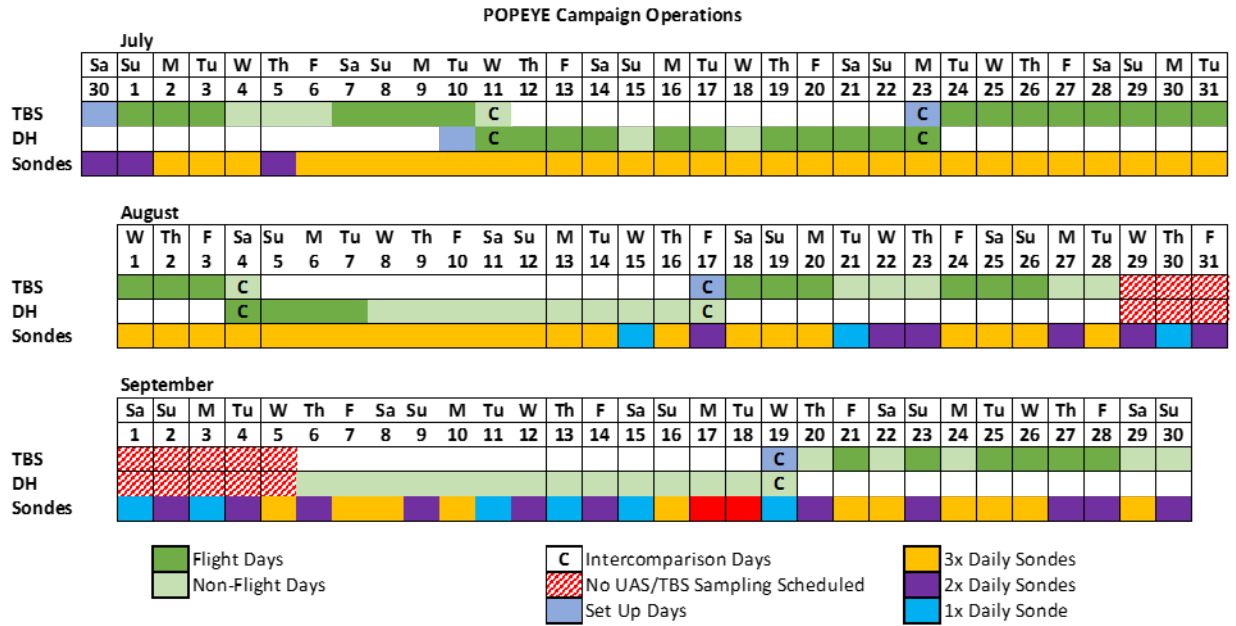 POPEYE Campaign Operations
July
Sa Su M Tu W Th F Sa Su M Tu W Th F Sa Su M Tu W Th F Sa Su M Tu W Th F Sa Su M Tu
30 1 2 3 4 5 6 7 8 9 10 11 12 13 14 15 16 17 18 19 20 21 22 23 24 25 26 27 28 29 30 31
TBS C C
DH C C
Sondes
August
W Th F Sa Su M Tu W Th F Sa Su M Tu W Th F Sa Su M Tu W Th F Sa Su M Tu W Th F
1 2 3 4 5 6 7 8 9 10 11 12 13 14 15 16 17 18 19 20 21 22 23 24 25 26 27 28 29 30 31
TBS C C
DH C C
Sondes
September
Sa Su M Tu W Th F Sa Su M Tu W Th F Sa Su M Tu W Th F Sa Su M Tu W Th F Sa Su
1 2 3 4 5 6 7 8 9 10 11 12 13 14 15 16 17 18 19 20 21 22 23 24 25 26 27 28 29 30
TBS C
DH C
Sondes
Flight Days C Intercomparison Days 3x Daily Sondes
Non-Flight Days No UAS/TBS Sampling Scheduled 2x Daily Sondes
Set Up Days 1x Daily Sonde